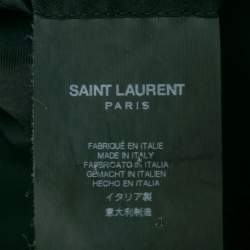 SAINT LAURENT
PARIS
FABRIQUÉ EN ITALIE
MADE IN ITALY
FABBRICATO IN ITALIA
GEMACHT IN ITALIEN
HECHO EN ITALIA
イタリア製
意大利制造